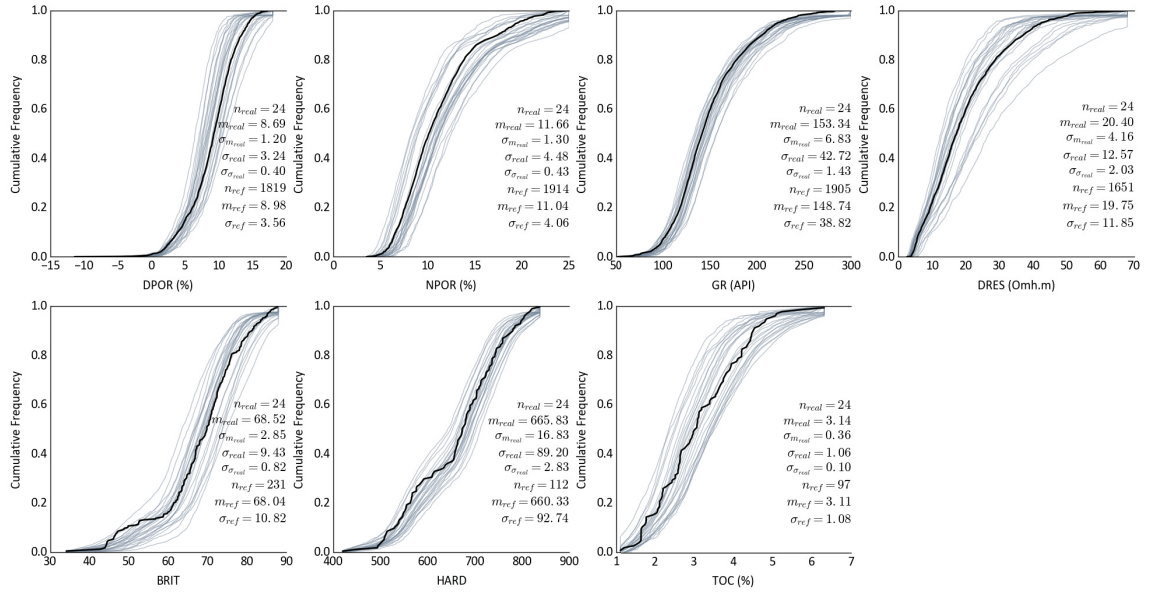 1.0
0.8
0.6
0.4
0.2
0.0
Cumulative Frequency
n_real = 24
m_real = 8.69
σ_m_real = 1.20
σ_real = 3.24
σ_σ_real = 0.40
n_ref = 1819
m_ref = 8.98
σ_ref = 3.56
−15 −10 −5 0 5 10 15 20
DPOR (%)
1.0
0.8
0.6
0.4
0.2
0.0
Cumulative Frequency
n_real = 24
m_real = 11.66
σ_m_real = 1.30
σ_real = 4.48
σ_σ_real = 0.43
n_ref = 1914
m_ref = 11.04
σ_ref = 4.06
0 5 10 15 20 25
NPOR (%)
1.0
0.8
0.6
0.4
0.2
0.0
Cumulative Frequency
n_real = 24
m_real = 153.34
σ_m_real = 6.83
σ_real = 42.72
σ_σ_real = 1.43
n_ref = 1905
m_ref = 148.74
σ_ref = 38.82
50 100 150 200 250 300
GR (API)
1.0
0.8
0.6
0.4
0.2
0.0
Cumulative Frequency
n_real = 24
m_real = 20.40
σ_m_real = 4.16
σ_real = 12.57
σ_σ_real = 2.03
n_ref = 1651
m_ref = 19.75
σ_ref = 11.85
0 10 20 30 40 50 60 70
DRES (Omh.m)
1.0
0.8
0.6
0.4
0.2
0.0
Cumulative Frequency
n_real = 24
m_real = 68.52
σ_m_real = 2.85
σ_real = 9.43
σ_σ_real = 0.82
n_ref = 231
m_ref = 68.04
σ_ref = 10.82
30 40 50 60 70 80 90
BRIT
1.0
0.8
0.6
0.4
0.2
0.0
Cumulative Frequency
n_real = 24
m_real = 665.83
σ_m_real = 16.83
σ_real = 89.20
σ_σ_real = 2.83
n_ref = 112
m_ref = 660.33
σ_ref = 92.74
400 500 600 700 800 900
HARD
1.0
0.8
0.6
0.4
0.2
0.0
Cumulative Frequency
n_real = 24
m_real = 3.14
σ_m_real = 0.36
σ_real = 1.06
σ_σ_real = 0.10
n_ref = 97
m_ref = 3.11
σ_ref = 1.08
1 2 3 4 5 6 7
TOC (%)